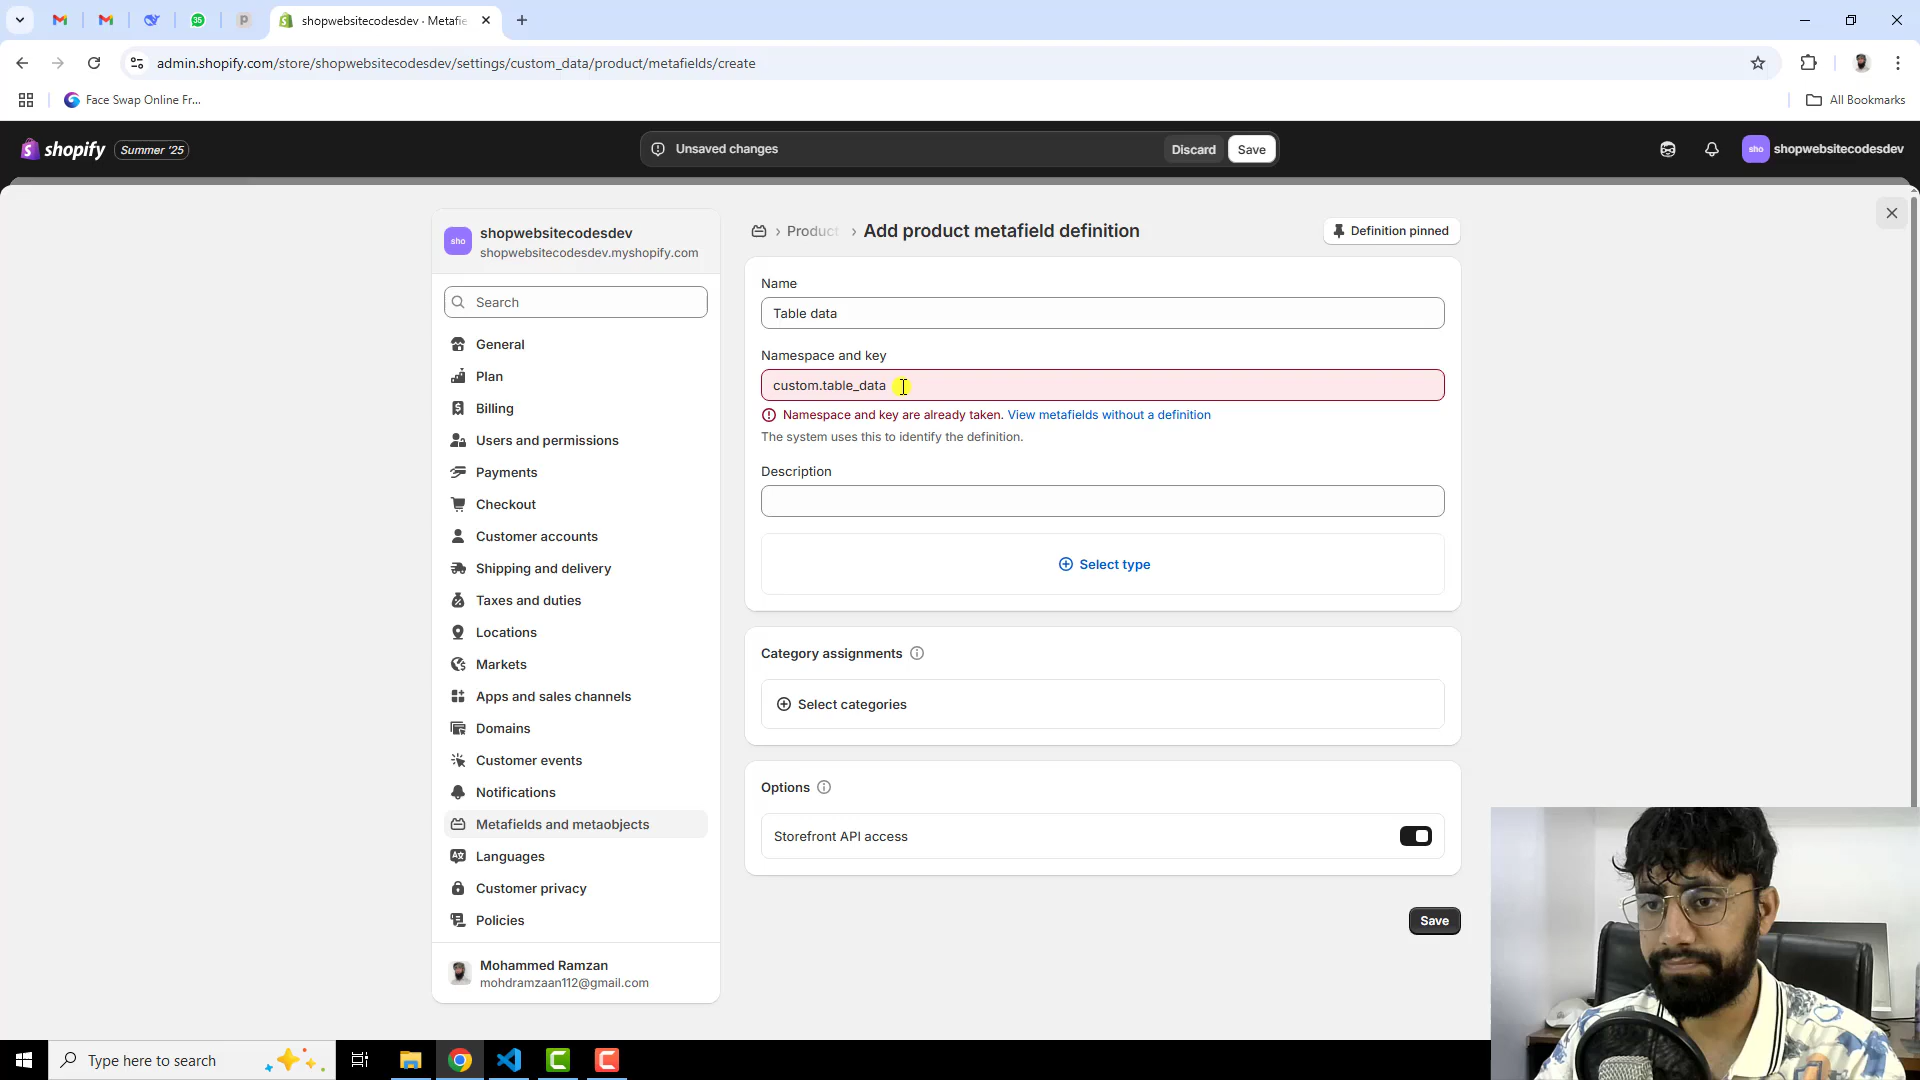 shopwebsitecodesdev · Metafie
admin.shopify.com/store/shopwebsitecodesdev/settings/custom_data/product/metafields/create
Face Swap Online Fr...
All Bookmarks
shopify
Summer '25
Unsaved changes
Discard
Save
sho
shopwebsitecodesdev
sho
shopwebsitecodesdev
shopwebsitecodesdev.myshopify.com
Search
General
Plan
Billing
Users and permissions
Payments
Checkout
Customer accounts
Shipping and delivery
Taxes and duties
Locations
Markets
Apps and sales channels
Domains
Customer events
Notifications
Metafields and metaobjects
Languages
Customer privacy
Policies
Mohammed Ramzan
mohdramzaan112@gmail.com
Product
Add product metafield definition
Definition pinned
Name
Table data
Namespace and key
custom.table_data
Namespace and key are already taken. View metafields without a definition
The system uses this to identify the definition.
Description
Select type
Category assignments
Select categories
Options
Storefront API access
Save
Type here to search